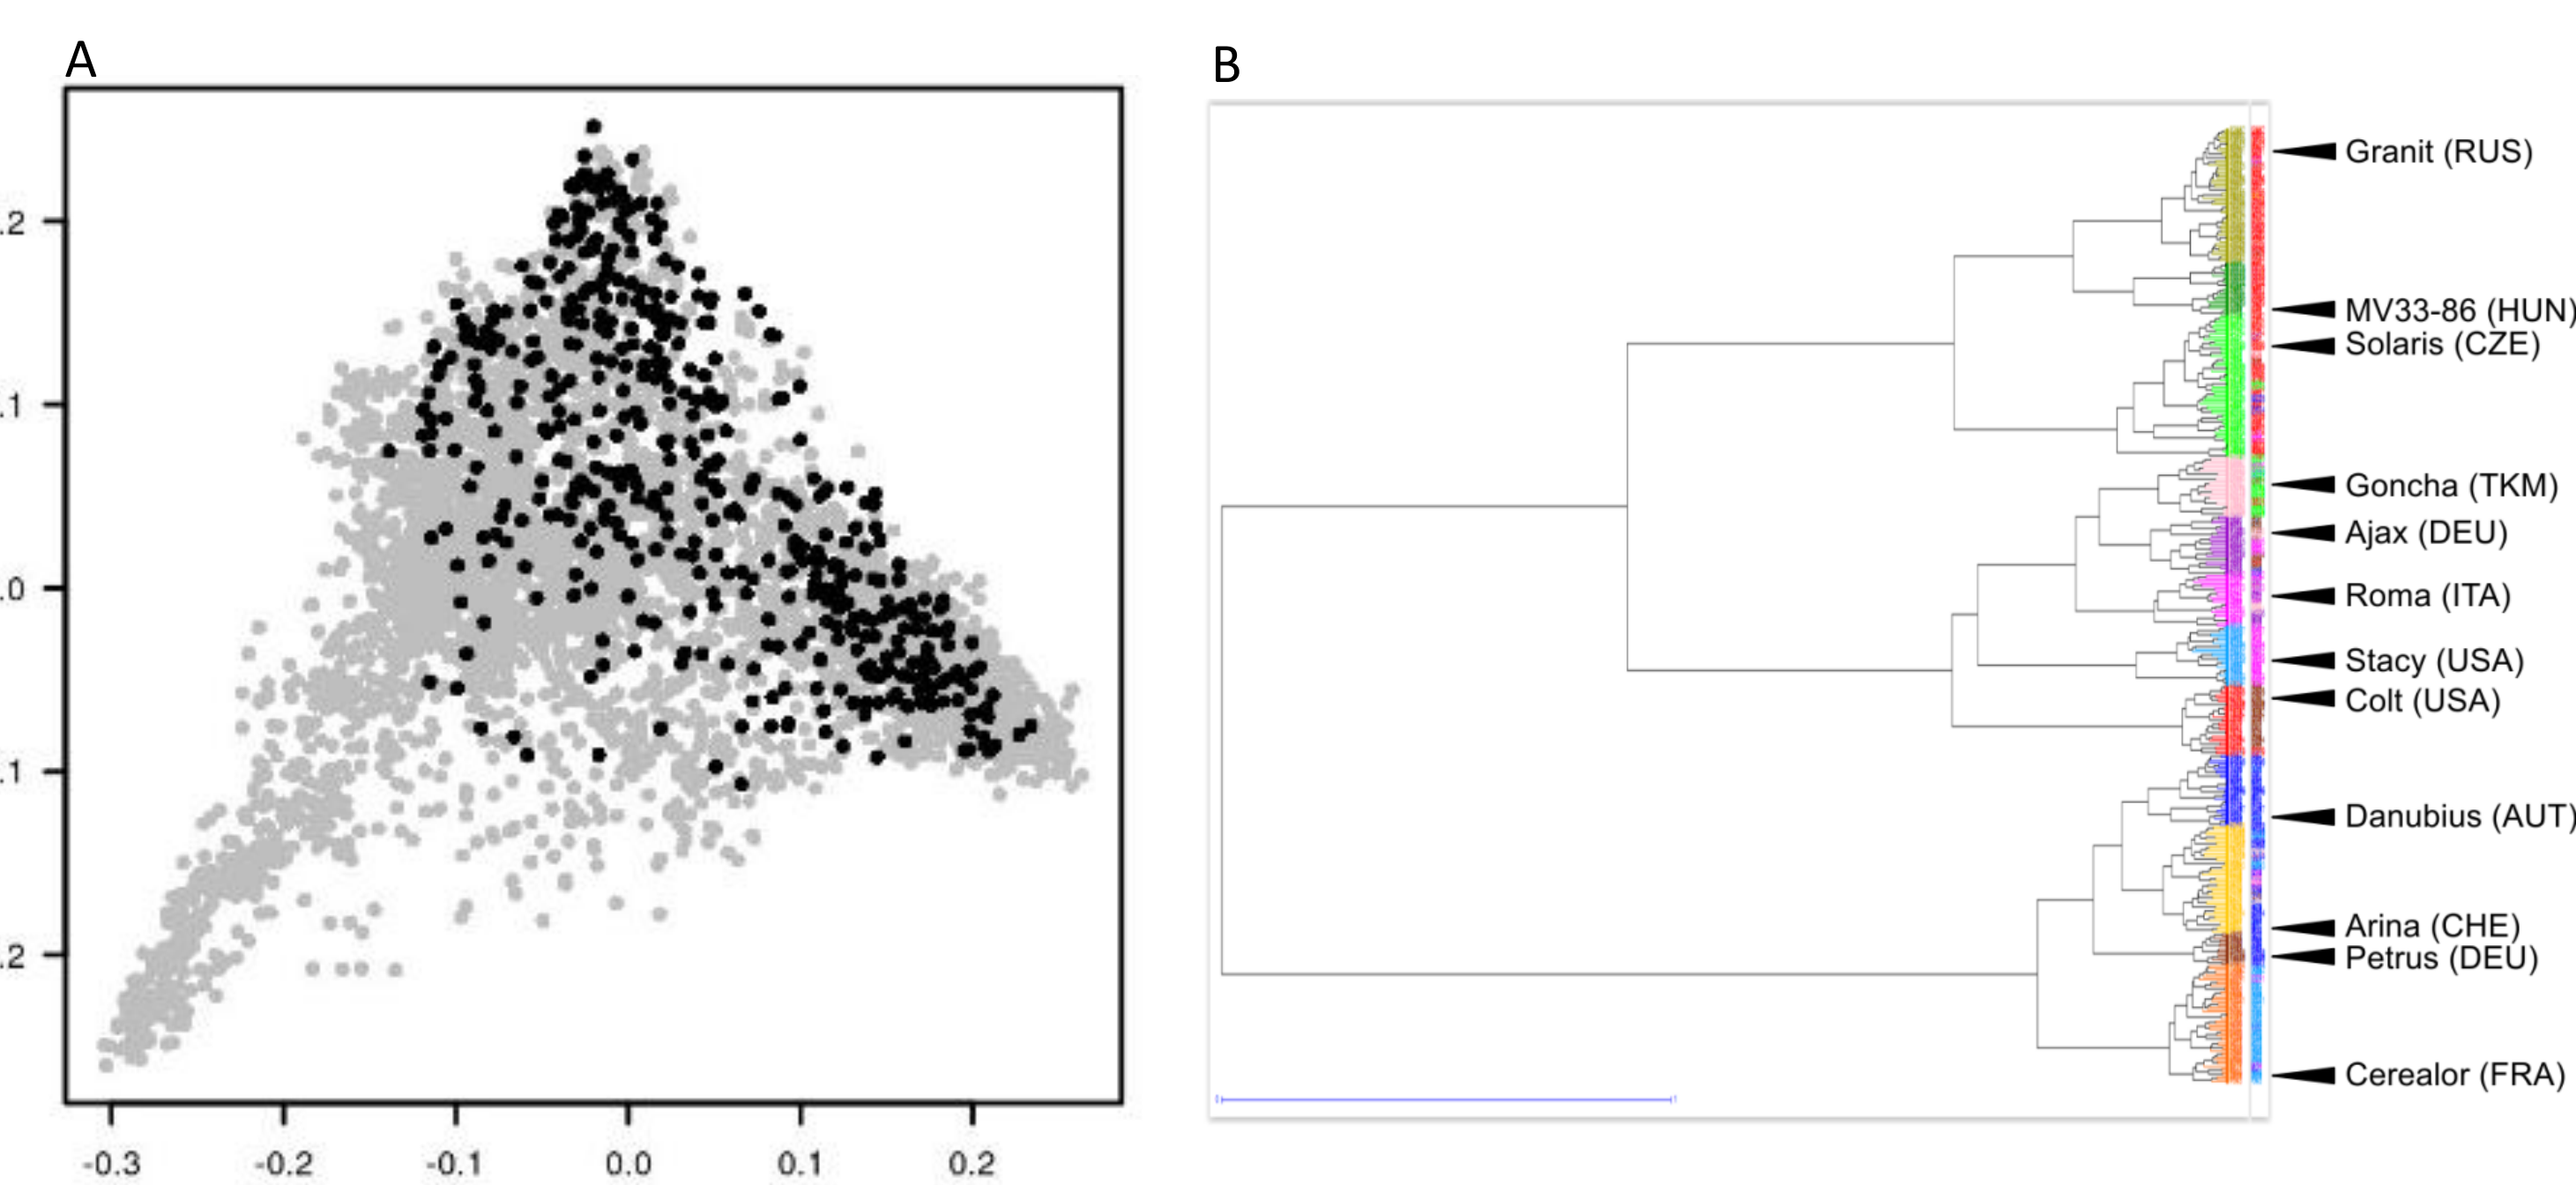 A
B
.2
.1
.0
.1
.2
-0.3
-0.2
-0.1
0.0
0.1
0.2
Granit (RUS)
MV33-86 (HUN)
Solaris (CZE)
Goncha (TKM)
Ajax (DEU)
Roma (ITA)
Stacy (USA)
Colt (USA)
Danubius (AUT)
Arina (CHE)
Petrus (DEU)
Cerealor (FRA)